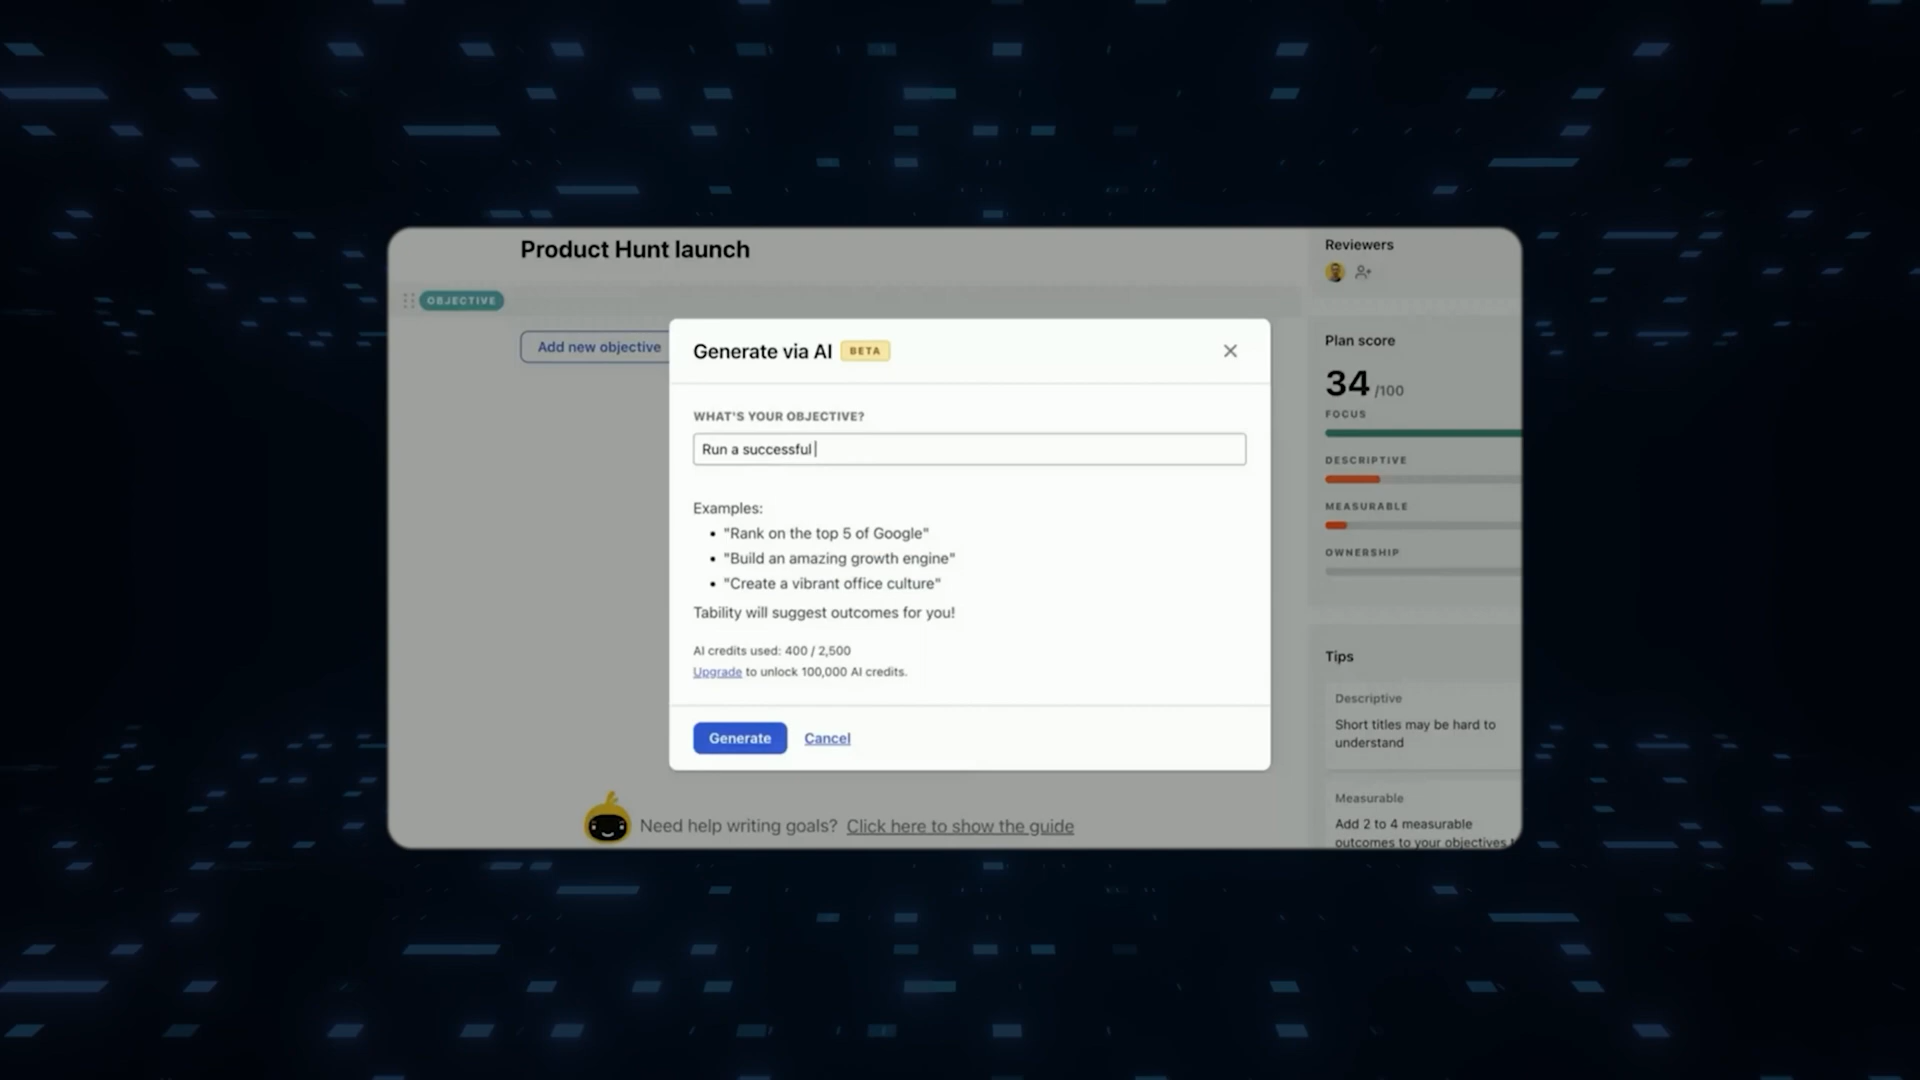 Product Hunt launch
OBJECTIVE
Add new objective
Generate via AI BETA
WHAT'S YOUR OBJECTIVE?
Run a successful
Examples:
• "Rank on the top 5 of Google"
• "Build an amazing growth engine"
• "Create a vibrant office culture"
Tability will suggest outcomes for you!
AI credits used: 400 / 2,500
Upgrade to unlock 100,000 AI credits.
Generate Cancel
Need help writing goals? Click here to show the guide
Reviewers
Plan score
34 /100
FOCUS
DESCRIPTIVE
MEASURABLE
OWNERSHIP
Tips
Descriptive
Short titles may be hard to
understand
Measurable
Add 2 to 4 measurable
outcomes to your objectives